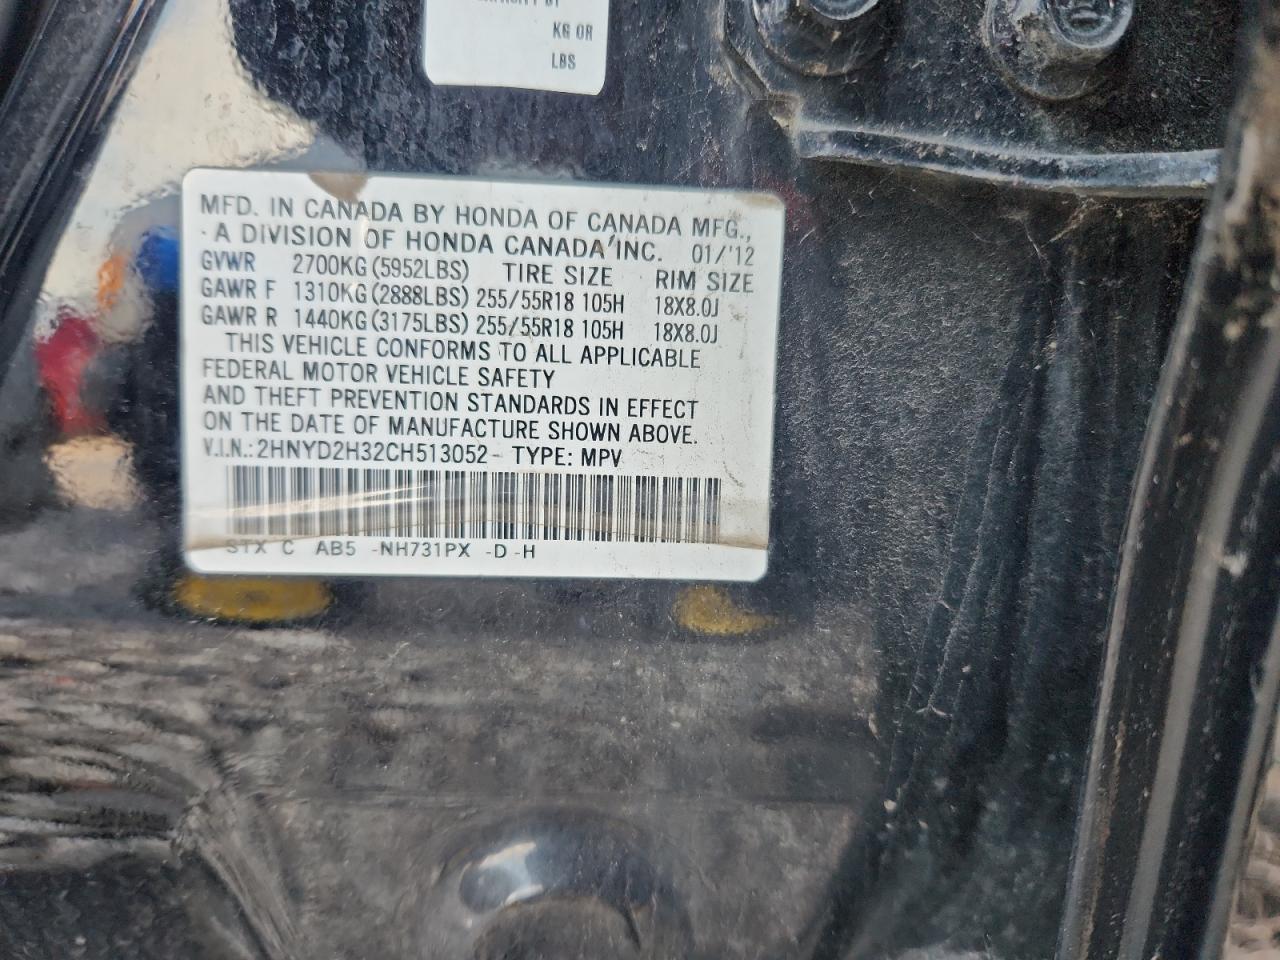 KG OR
LBS
MFD. IN CANADA BY HONDA OF CANADA MFG.,
A DIVISION OF HONDA CANADA INC. 01/'12
GVWR 2700KG (5952LBS) TIRE SIZE RIM SIZE
GAWR F 1310KG (2888LBS) 255/55R18 105H 18X8.0J
GAWR R 1440KG (3175LBS) 255/55R18 105H 18X8.0J
THIS VEHICLE CONFORMS TO ALL APPLICABLE
FEDERAL MOTOR VEHICLE SAFETY
AND THEFT PREVENTION STANDARDS IN EFFECT
ON THE DATE OF MANUFACTURE SHOWN ABOVE.
V.I.N.: 2HNYD2H32CH513052 TYPE: MPV
STX C AB5 -NH731PX -D -H